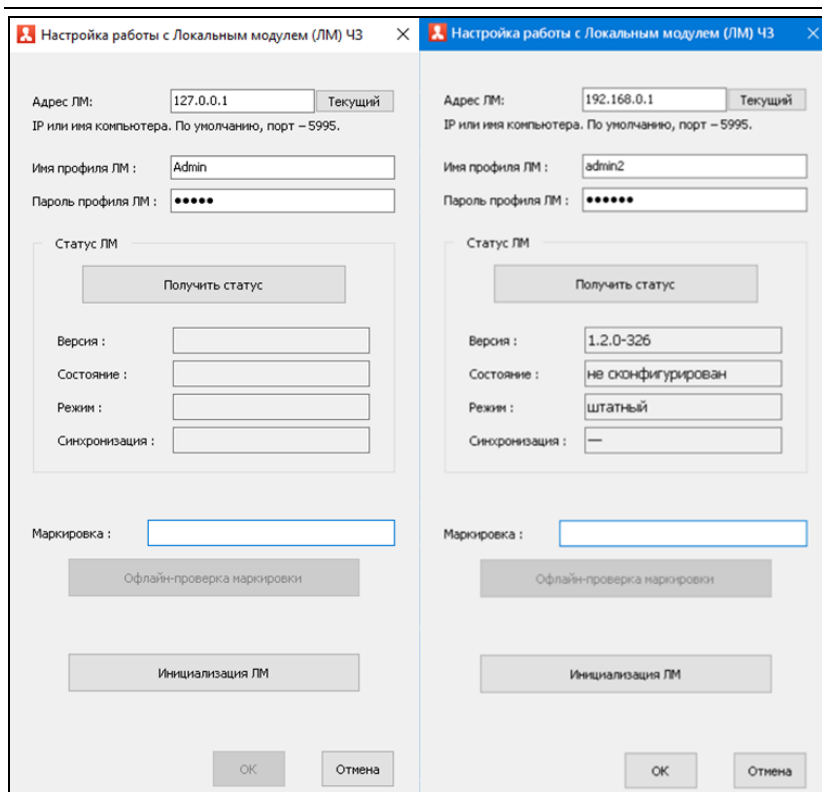 Настройка работы с Локальным модулем (ЛМ) ЧЗ
Адрес ЛМ: 127.0.0.1 Текущий
IP или имя компьютера. По умолчанию, порт – 5995.
Имя профиля ЛМ : Admin
Пароль профиля ЛМ : •••••
Статус ЛМ
Получить статус
Версия :
Состояние :
Режим :
Синхронизация :
Маркировка :
Офлайн-проверка маркировки
Инициализация ЛМ
ОК Отмена
Настройка работы с Локальным модулем (ЛМ) ЧЗ
Адрес ЛМ: 192.168.0.1 Текущий
IP или имя компьютера. По умолчанию, порт – 5995.
Имя профиля ЛМ : admin2
Пароль профиля ЛМ : ••••••
Статус ЛМ
Получить статус
Версия : 1.2.0-326
Состояние : не сконфигурирован
Режим : штатный
Синхронизация : —
Маркировка :
Офлайн-проверка маркировки
Инициализация ЛМ
ОК Отмена